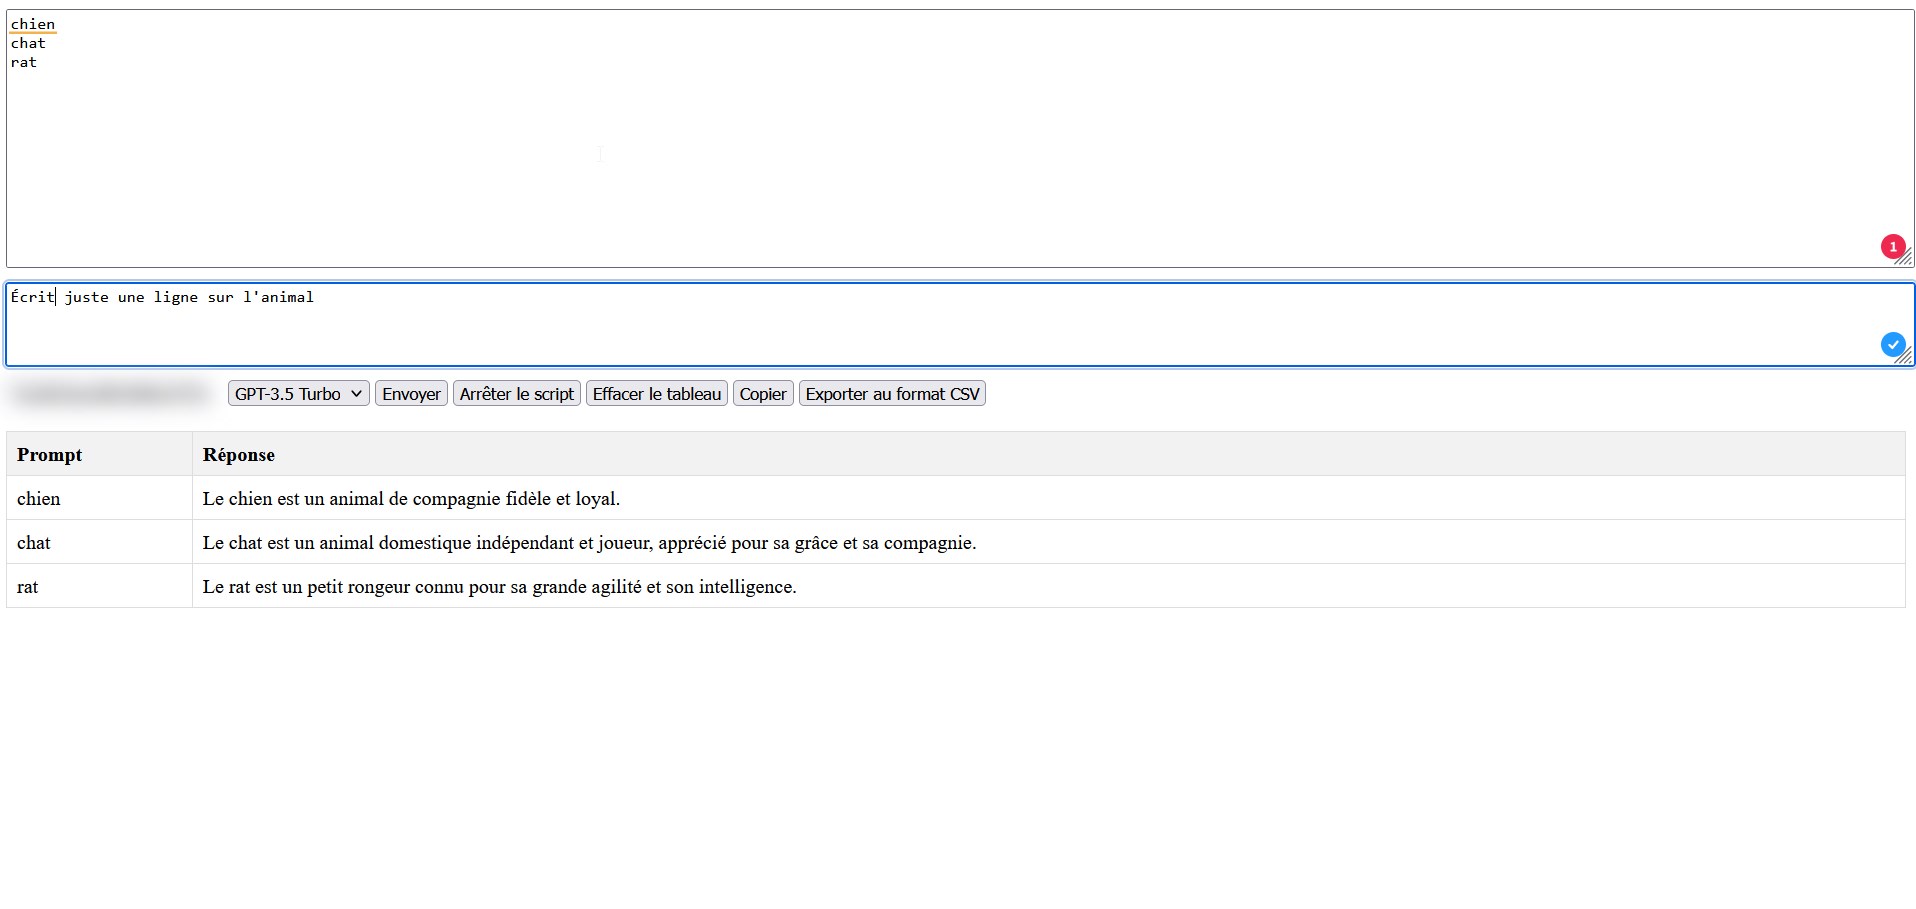 chien
chat
rat
1
Écrit juste une ligne sur l'animal
GPT-3.5 Turbo Envoyer Arrêter le script Effacer le tableau Copier Exporter au format CSV
Prompt Réponse
chien Le chien est un animal de compagnie fidèle et loyal.
chat Le chat est un animal domestique indépendant et joueur, apprécié pour sa grâce et sa compagnie.
rat Le rat est un petit rongeur connu pour sa grande agilité et son intelligence.